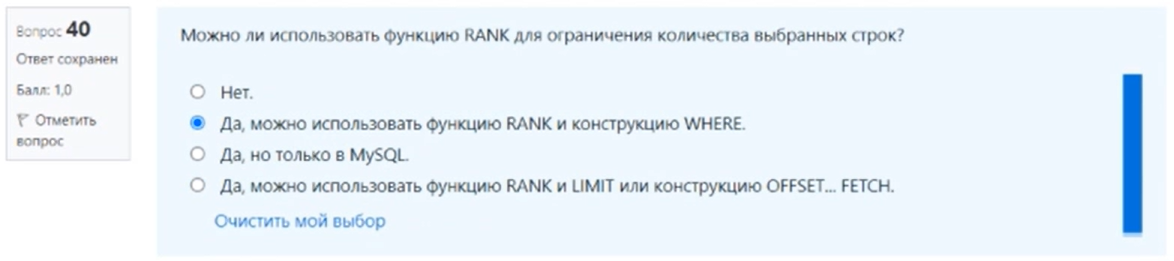 Вопрос 40
Ответ сохранен
Балл: 1,0
Отметить
вопрос
Можно ли использовать функцию RANK для ограничения количества выбранных строк?
Нет.
Да, можно использовать функцию RANK и конструкцию WHERE.
Да, но только в MySQL.
Да, можно использовать функцию RANK и LIMIT или конструкцию OFFSET... FETCH.
Очистить мой выбор